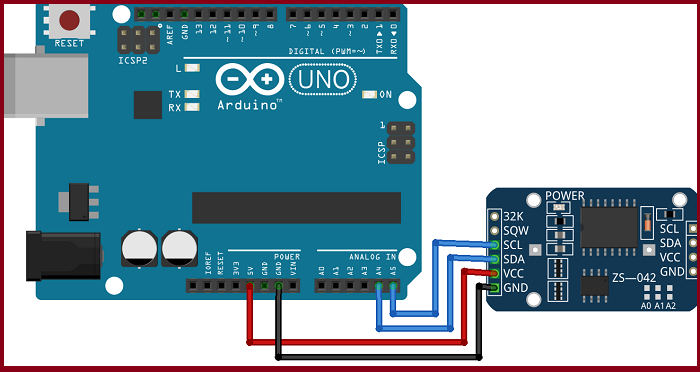 RESET
ICSP2
AREF
GND
13
12
~11
~10
~9
8
7
~6
~5
4
~3
2
TX0▶1
RX0◀0
DIGITAL (PWM=~)
L
TX
RX
UNO
Arduino™
ON
1
ICSP
POWER
ANALOG IN
IOREF
RESET
3V3
5V
GND
GND
VIN
A0
A1
A2
A3
A4
A5
POWER
32K
SQW
SCL
SDA
VCC
GND
SCL
SDA
VCC
GND
ZS—042
A0 A1 A2